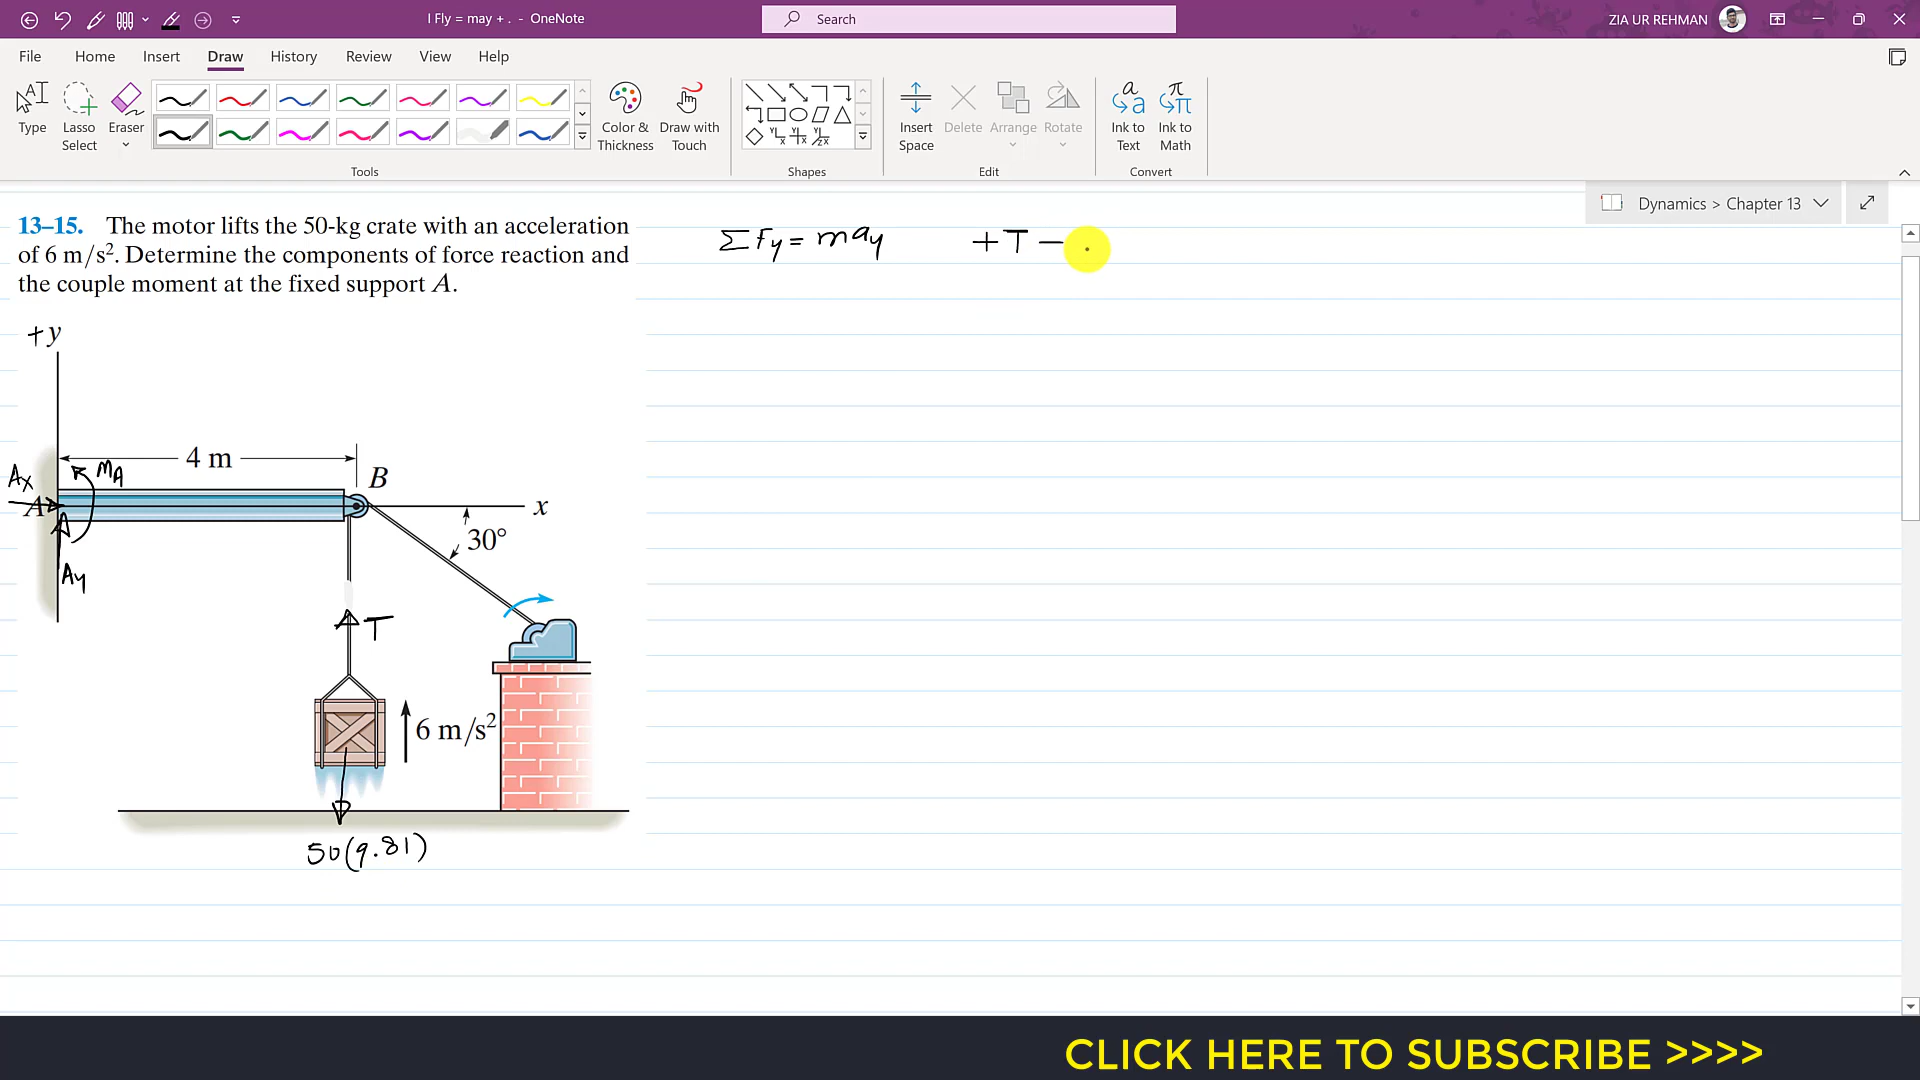 I Fly = may + . - OneNote
Search
ZIA UR REHMAN
File Home Insert Draw History Review View Help
Type
Lasso Select
Eraser
Color & Thickness
Draw with Touch
Insert Space
Delete
Arrange
Rotate
Ink to Text
Ink to Math
Tools
Shapes
Edit
Convert
Dynamics > Chapter 13
13–15. The motor lifts the 50-kg crate with an acceleration
of 6 m/s². Determine the components of force reaction and
the couple moment at the fixed support A.
ΣFy = may +T −
+y
4 m
B
Ax
MA
A
x
30°
Ay
T
6 m/s²
50(9.81)
CLICK HERE TO SUBSCRIBE >>>>